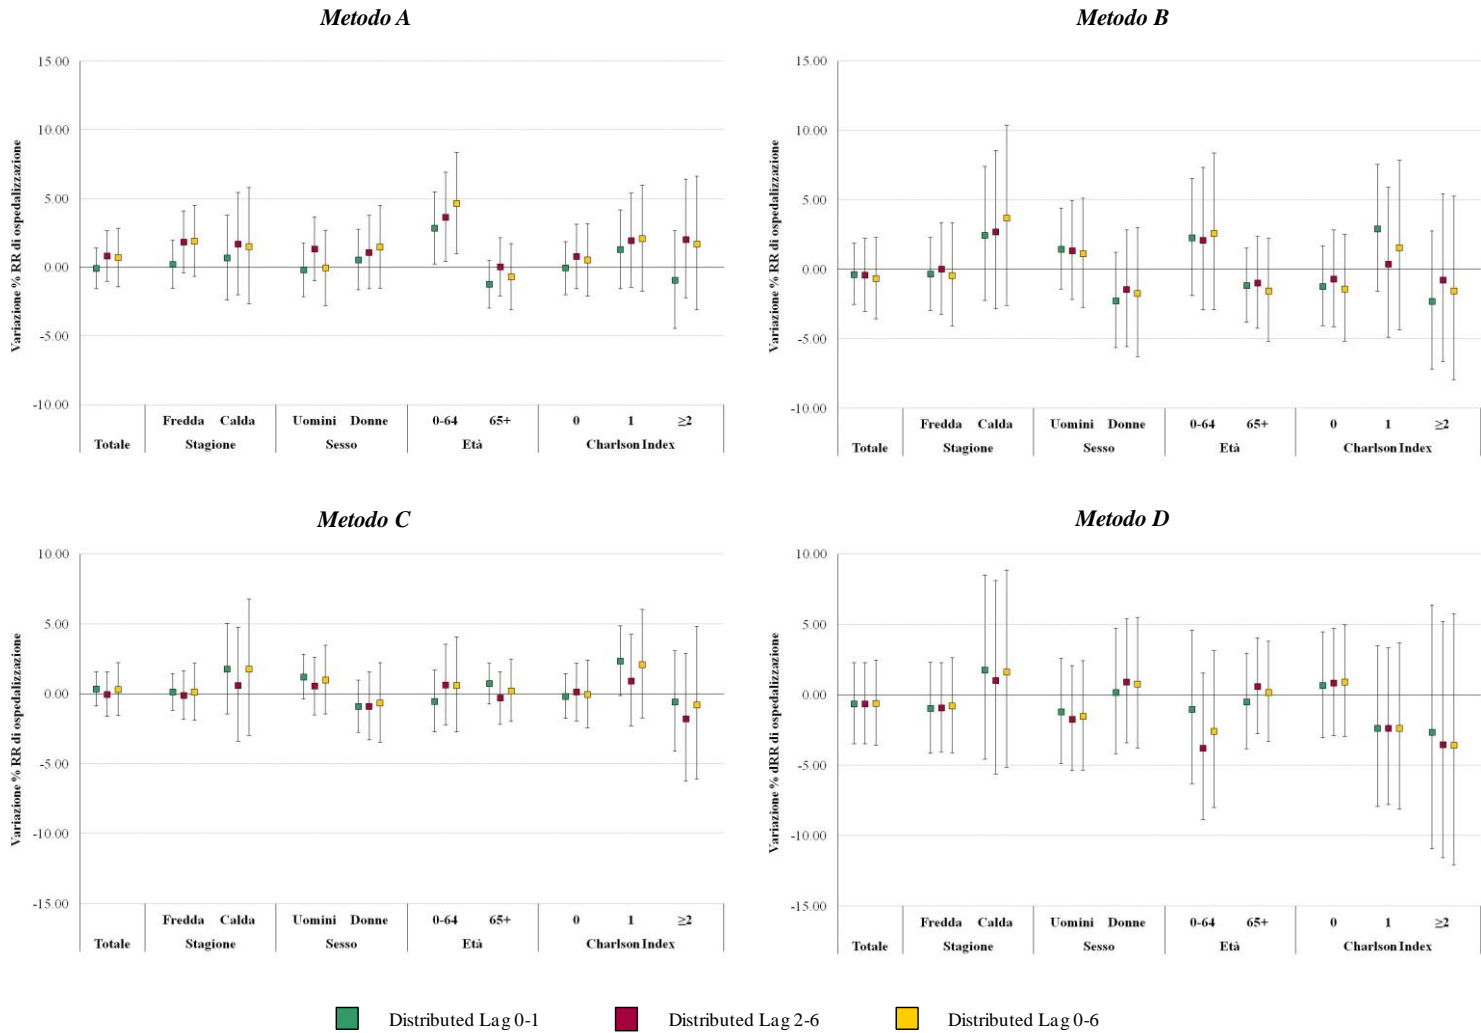 Metodo A
Variazione % RR di ospedalizzazione
15.00
10.00
5.00
0.00
-5.00
-10.00
Fredda Calda Uomini Donne 0-64 65+ 0 1 ≥2
Totale Stagione Sesso Età Charlson Index
Metodo B
Variazione % RR di ospedalizzazione
15.00
10.00
5.00
0.00
-5.00
-10.00
Fredda Calda Uomini Donne 0-64 65+ 0 1 ≥2
Totale Stagione Sesso Età Charlson Index
Metodo C
Variazione % RR di ospedalizzazione
10.00
5.00
0.00
-5.00
-10.00
-15.00
Fredda Calda Uomini Donne 0-64 65+ 0 1 ≥2
Totale Stagione Sesso Età Charlson Index
Metodo D
Variazione % dRR di ospedalizzazione
10.00
5.00
0.00
-5.00
-10.00
-15.00
Fredda Calda Uomini Donne 0-64 65+ 0 1 ≥2
Totale Stagione Sesso Età Charlson Index
Distributed Lag 0-1 Distributed Lag 2-6 Distributed Lag 0-6